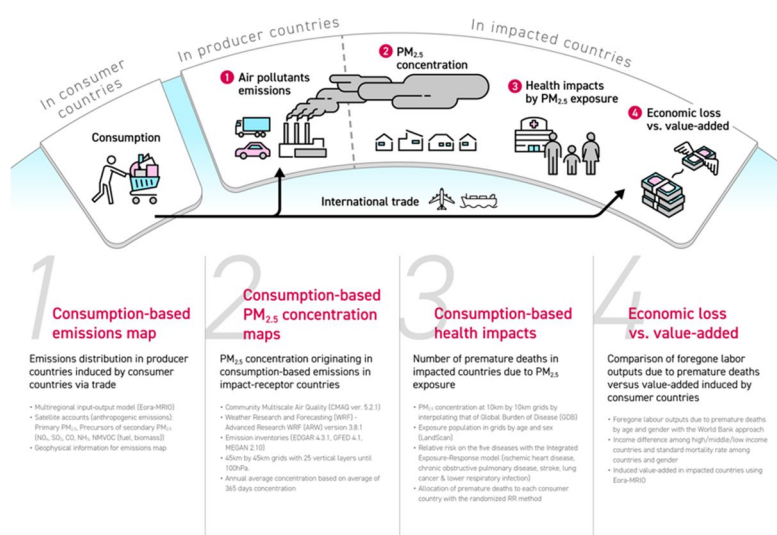 In consumer
countries
In producer countries
In impacted countries
Consumption
1 Air pollutants
emissions
2 PM2.5
concentration
3 Health impacts
by PM2.5 exposure
4 Economic loss
vs. value-added
International trade
1
Consumption-based
emissions map
Emissions distribution in producer
countries induced by consumer
countries via trade
• Multiregional input-output model (Eora-MRIO)
• Satellite accounts (anthropogenic emissions):
Primary PM2.5, Precursors of secondary PM2.5
(NOx, SO2, CO, NH3, NMVOC (fuel, biomass))
• Geophysical information for emissions map
2
Consumption-based
PM2.5 concentration
maps
PM2.5 concentration originating in
consumption-based emissions in
impact-receptor countries
• Community Multiscale Air Quality (CMAQ ver. 5.2.1)
• Weather Research and Forecasting (WRF) -
Advanced Research WRF (ARW) version 3.8.1
• Emission inventories (EDGAR 4.3.1, GFED 4.1,
MEGAN 2.10)
• 45km by 45km grids with 25 vertical layers until
100hPa.
• Annual average concentration based on average of
365 days concentration
3
Consumption-based
health impacts
Number of premature deaths in
impacted countries due to PM2.5
exposure
• PM2.5 concentration at 10km by 10km grids by
interpolating that of Global Burden of Disease (GDB)
• Exposure population in grids by age and sex
(LandScan)
• Relative risk on the five diseases with the Integrated
Exposure-Response model (ischemic heart disease,
chronic obstructive pulmonary disease, stroke, lung
cancer & lower respiratory infection)
• Allocation of premature deaths to each consumer
country with the randomized RR method
4
Economic loss
vs. value-added
Comparison of foregone labor
outputs due to premature deaths
versus value-added induced by
consumer countries
• Foregone labour outputs due to premature deaths
by age and gender with the World Bank approach
• Income difference among high/middle/low income
countries and standard mortality rate among
countries and gender
• Induced value-added in impacted countries using
Eora-MRIO